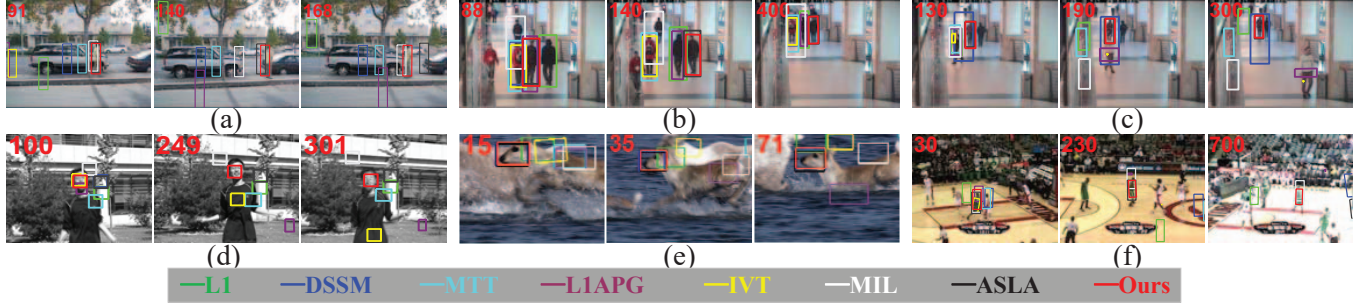 91 140 168 88 140 400 130 190 300
(a) (b) (c)
100 249 301 15 35 71 30 230 700
(d) (e) (f)
L1 DSSM MTT L1APG IVT MIL ASLA Ours